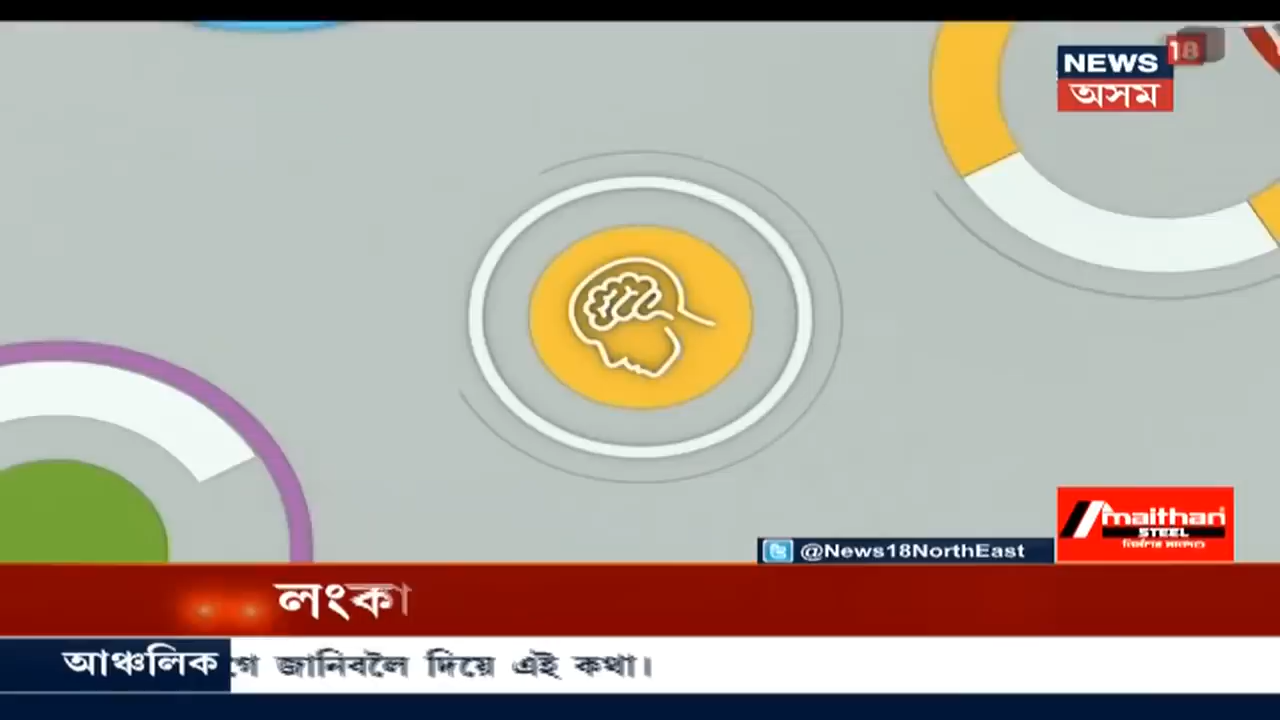 NEWS 18
অসম
maithan
STEEL
@News18NorthEast
লংকা
আঞ্চলিক
গে জানিবলৈ দিয়ে এই কথা।